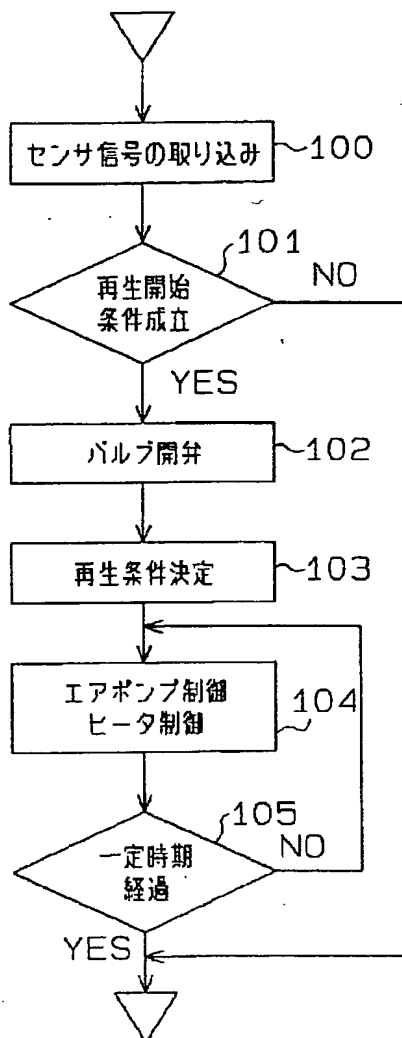 センサ信号の取り込み
100
101
再生開始
条件成立
NO
YES
バルブ開弁
102
再生条件決定
103
エアポンプ制御
ヒータ制御
104
105
一定時期
経過
NO
YES